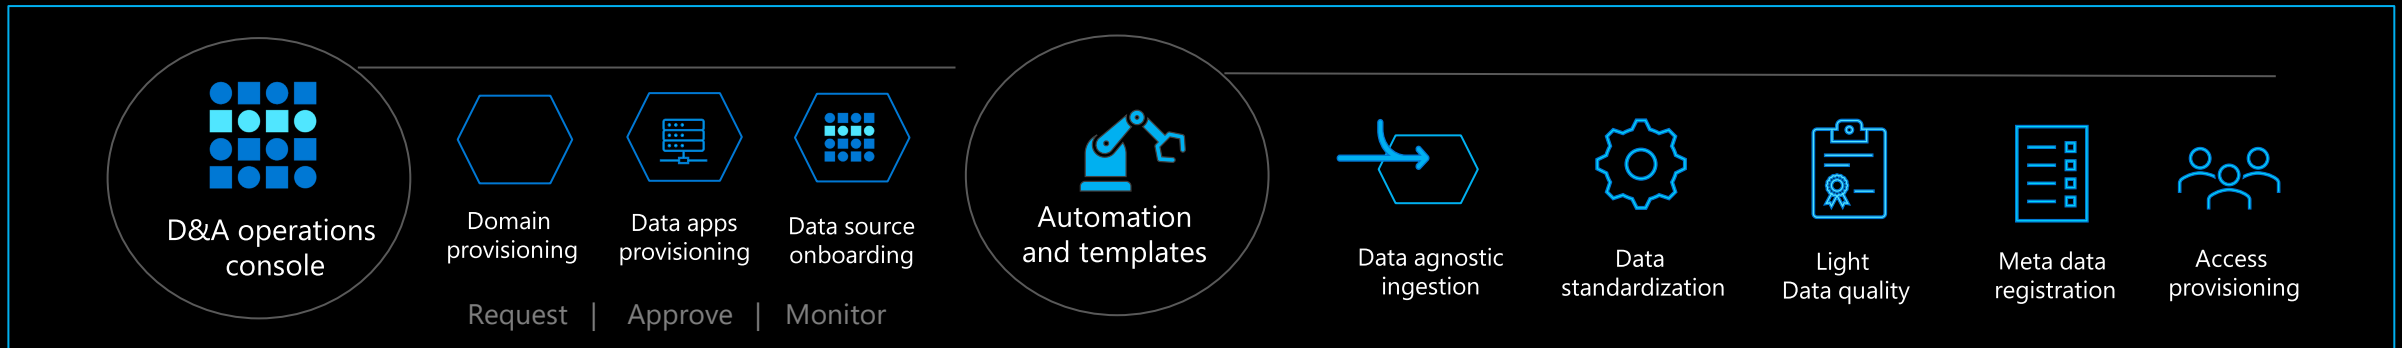 D&A operations
console
Domain
provisioning
Data apps
provisioning
Data source
onboarding
Request | Approve | Monitor
Automation
and templates
Data agnostic
ingestion
Data
standardization
Light
Data quality
Meta data
registration
Access
provisioning